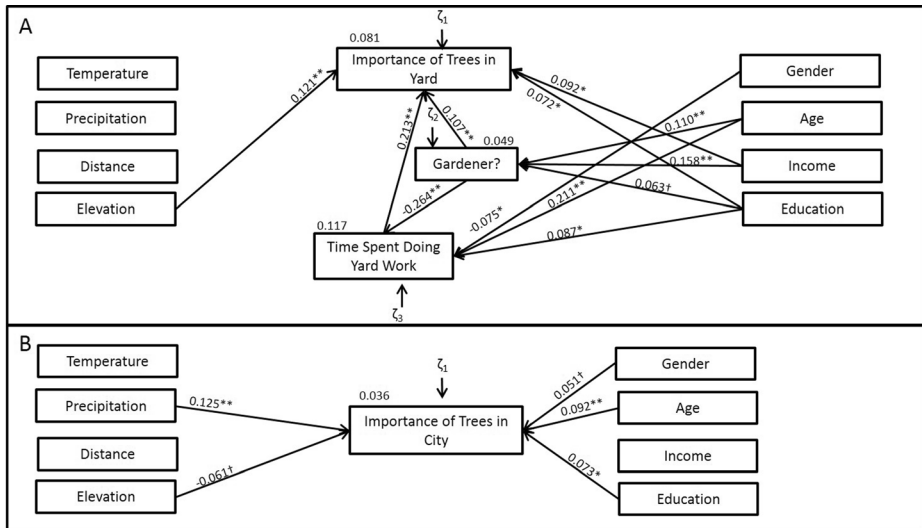 A
ζ1
0.081
Importance of Trees in
Yard
Temperature
Precipitation
Distance
Elevation
0.121**
0.213**
ζ2
0.107**
0.049
Gardener?
-0.264**
0.117
Time Spent Doing
Yard Work
ζ3
0.092*
0.072*
0.110**
0.158**
0.063†
0.211**
-0.075*
0.087*
Gender
Age
Income
Education
B
ζ1
0.036
Importance of Trees in
City
Temperature
Precipitation
Distance
Elevation
0.125**
-0.061†
0.051†
0.092**
0.073*
Gender
Age
Income
Education